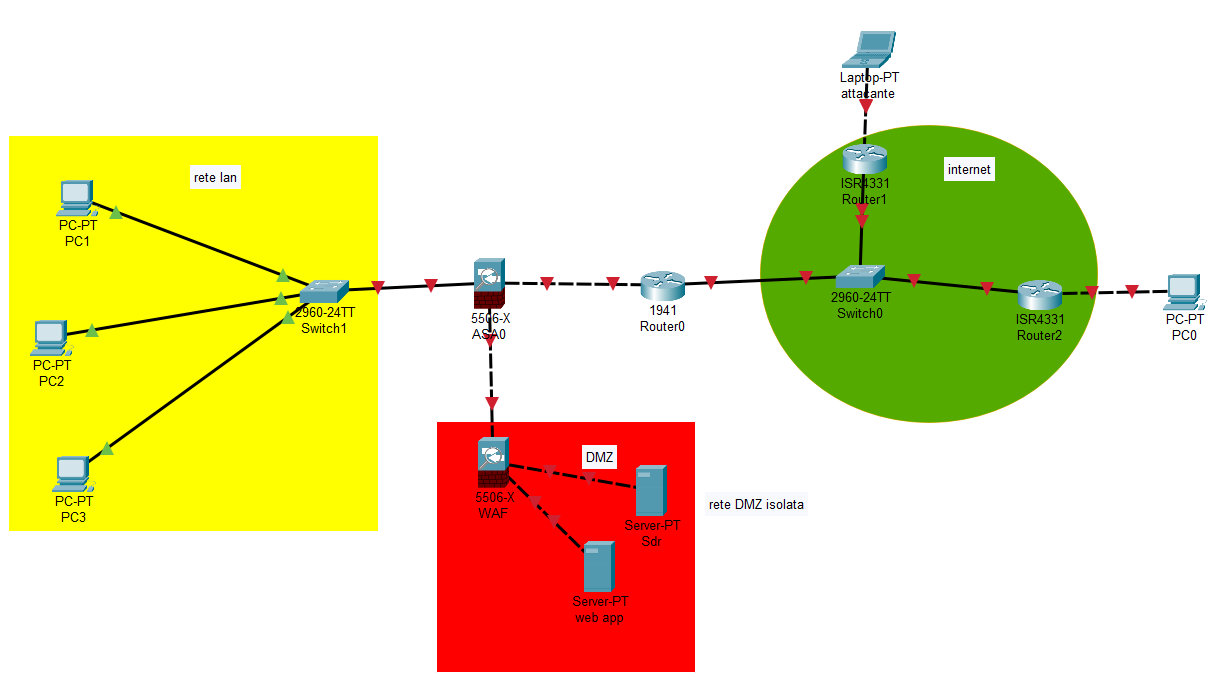 Laptop-PT
attaccante
rete lan
internet
ISR4331
Router1
PC-PT
PC1
2960-24TT
Switch1
5506-X
ASA0
1941
Router0
2960-24TT
Switch0
ISR4331
Router2
PC-PT
PC0
PC-PT
PC2
DMZ
PC-PT
PC3
5506-X
WAF
rete DMZ isolata
Server-PT
Sdr
Server-PT
web app